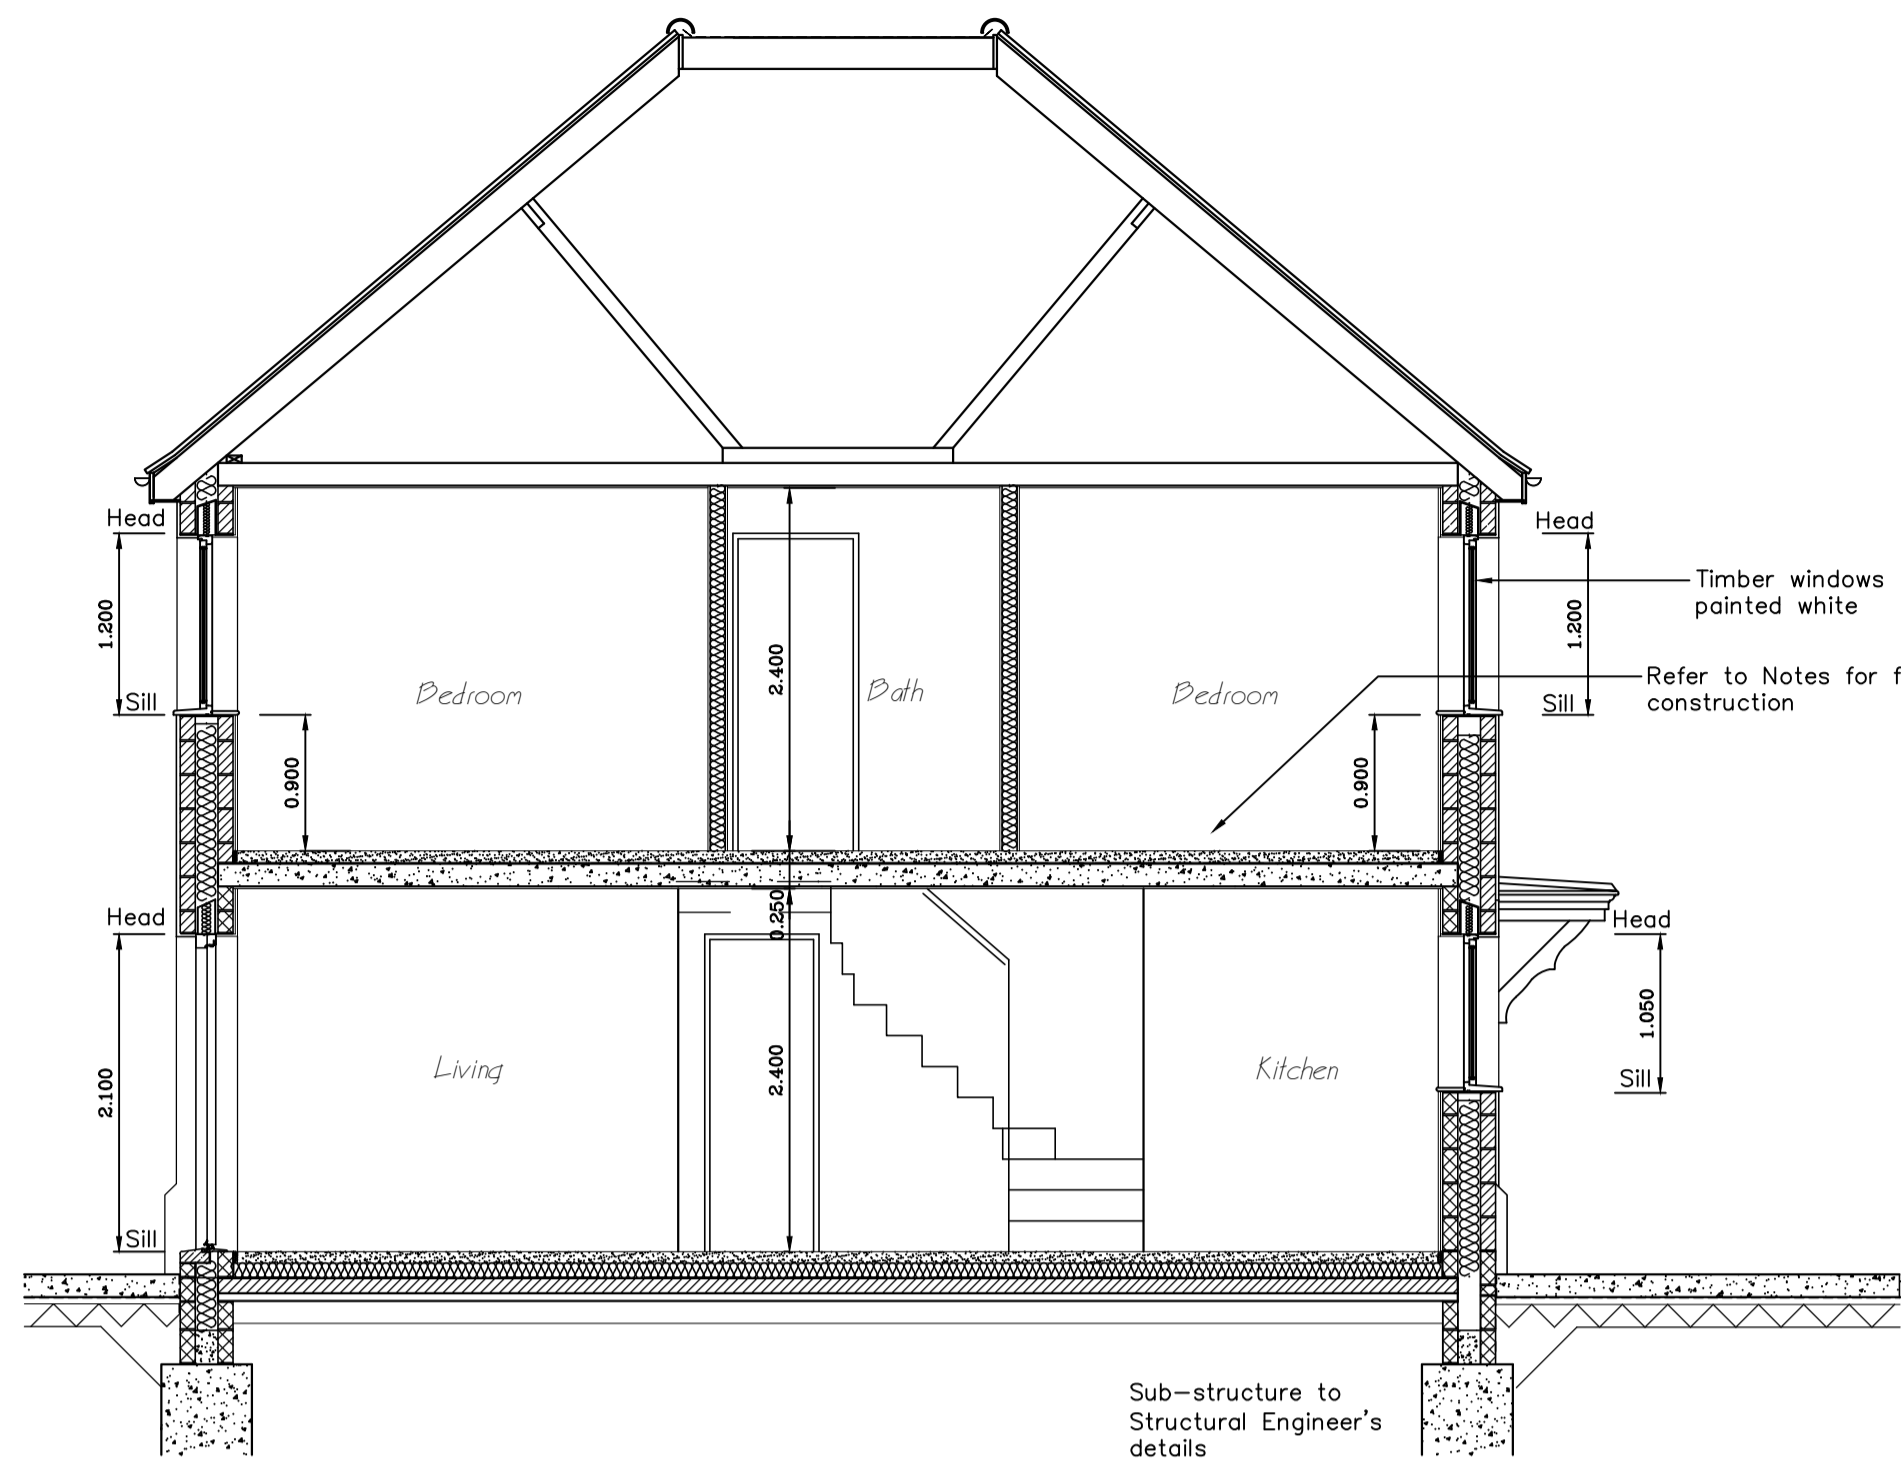 Head
Head
1.200
1.200
Timber windows
painted white
2.400
Bedroom
Bath
Bedroom
Refer to Notes for f
construction
Sill
Sill
0.900
0.900
Head
0.250
Head
1.050
Living
2.400
Kitchen
Sill
2.100
Sill
Sub-structure to
Structural Engineer's
details